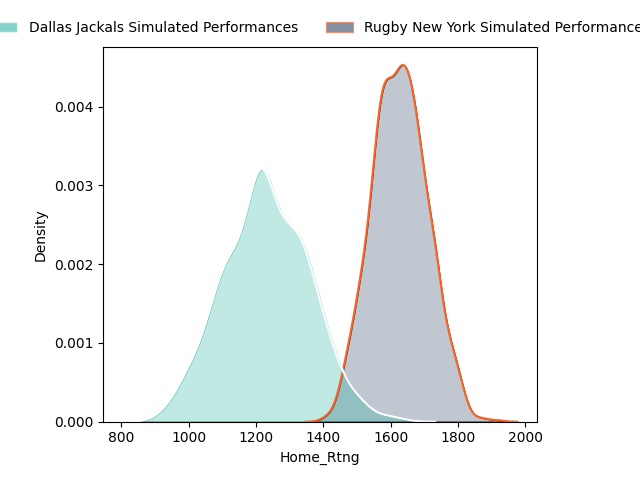 Dallas Jackals Simulated Performances
Rugby New York Simulated Performance
0.004
0.003
0.002
0.001
0.000
Density
800 1000 1200 1400 1600 1800 2000
Home_Rtng